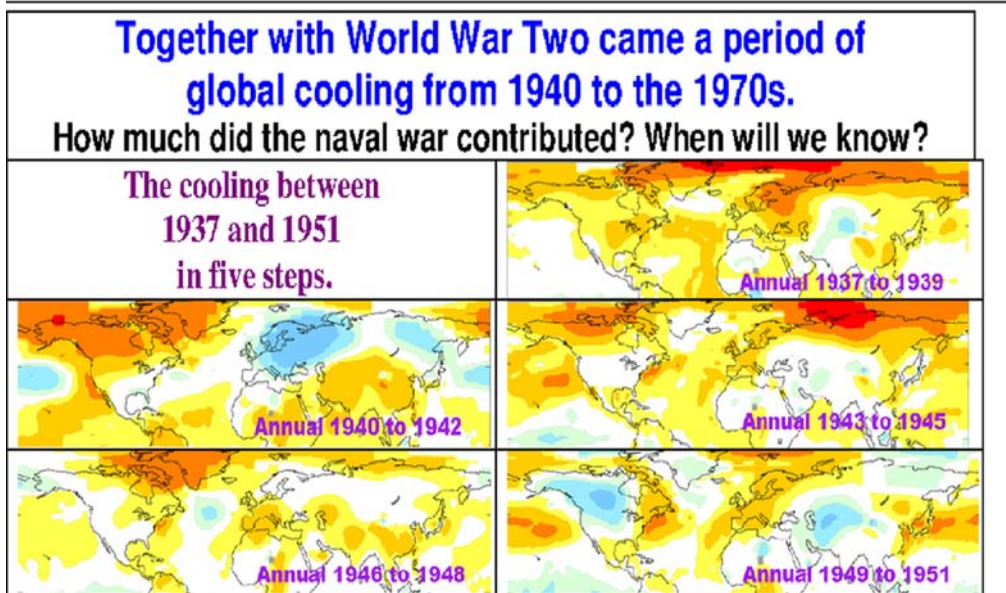 Together with World War Two came a period of
global cooling from 1940 to the 1970s.
How much did the naval war contributed? When will we know?
The cooling between
1937 and 1951
in five steps.
Annual 1937 to 1939
Annual 1940 to 1942
Annual 1943 to 1945
Annual 1946 to 1948
Annual 1949 to 1951